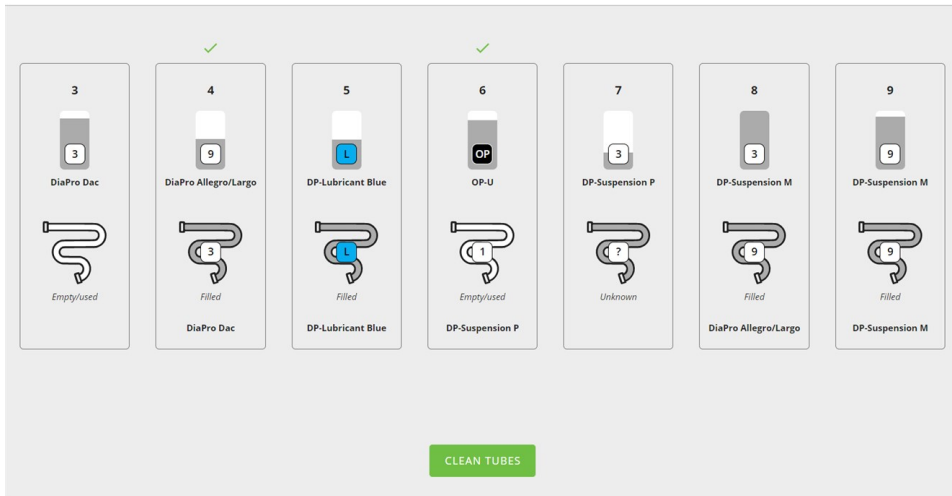 3
3
DiaPro Dac
Empty/used
4
9
DiaPro Allegro/Largo
3
Filled
DiaPro Dac
5
L
DP-Lubricant Blue
L
Filled
DP-Lubricant Blue
6
OP
OP-U
1
Empty/used
DP-Suspension P
7
3
DP-Suspension P
?
Unknown
8
3
DP-Suspension M
9
Filled
DiaPro Allegro/Largo
9
9
DP-Suspension M
9
Filled
DP-Suspension M
CLEAN TUBES